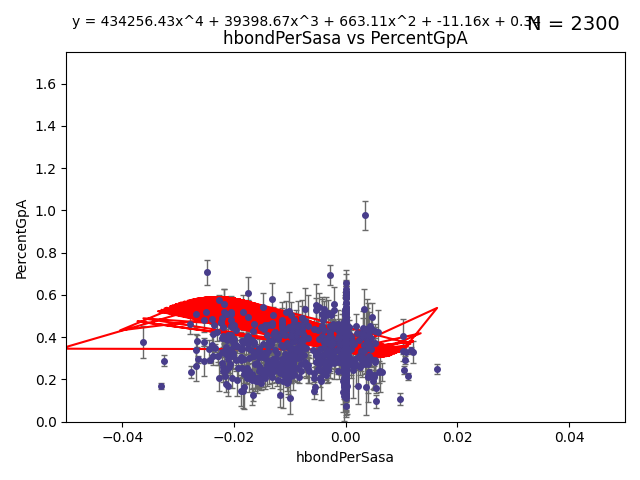 y = 434256.43x^4 + 39398.67x^3 + 663.11x^2 + -11.16x + 0.34
N = 2300
hbondPerSasa vs PercentGpA
1.6
1.4
1.2
1.0
0.8
0.6
0.4
0.2
0.0
PercentGpA
−0.04 −0.02 0.00 0.02 0.04
hbondPerSasa